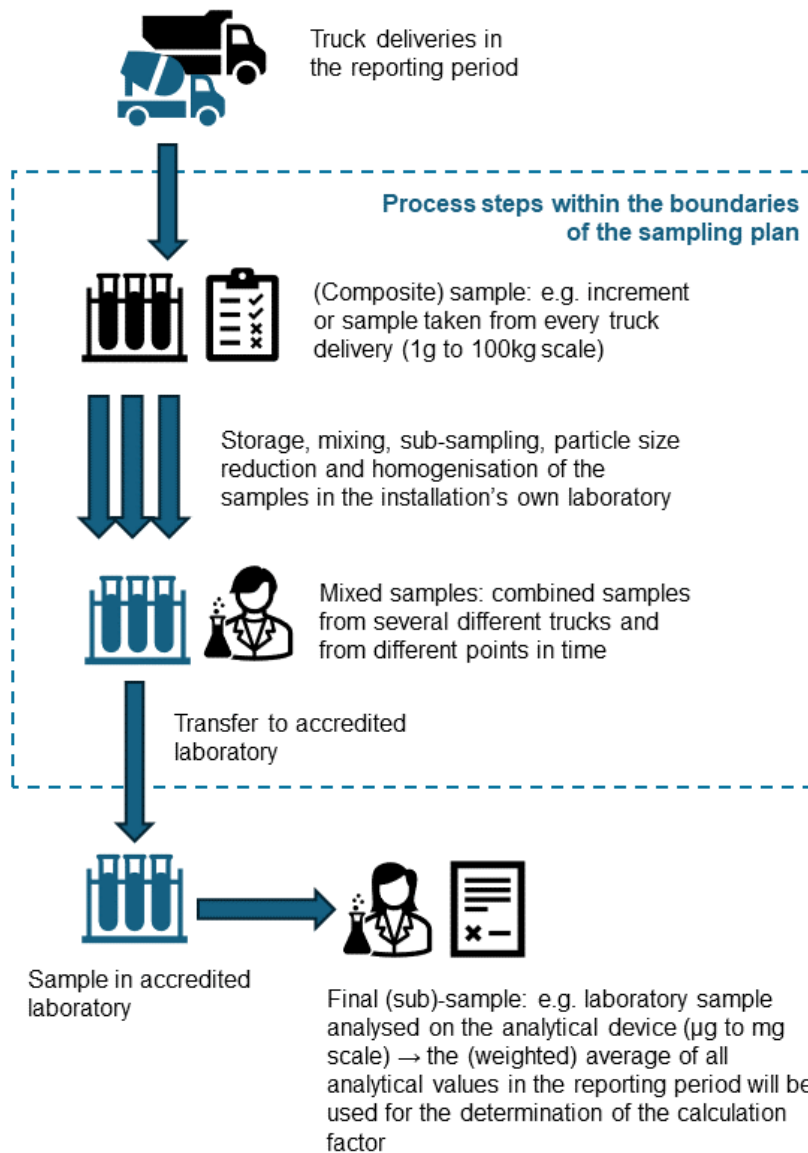 Truck deliveries in
the reporting period
Process steps within the boundaries
of the sampling plan
(Composite) sample: e.g. increment
or sample taken from every truck
delivery (1g to 100kg scale)
Storage, mixing, sub-sampling, particle size
reduction and homogenisation of the
samples in the installation’s own laboratory
Mixed samples: combined samples
from several different trucks and
from different points in time
Transfer to accredited
laboratory
Sample in accredited
laboratory
Final (sub)-sample: e.g. laboratory sample
analysed on the analytical device (µg to mg
scale) → the (weighted) average of all
analytical values in the reporting period will be
used for the determination of the calculation
factor